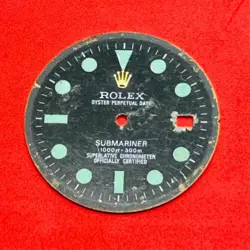 ROLEX
OYSTER PERPETUAL DATE
SUBMARINER
1000ft = 300m
SUPERLATIVE CHRONOMETER
OFFICIALLY CERTIFIED